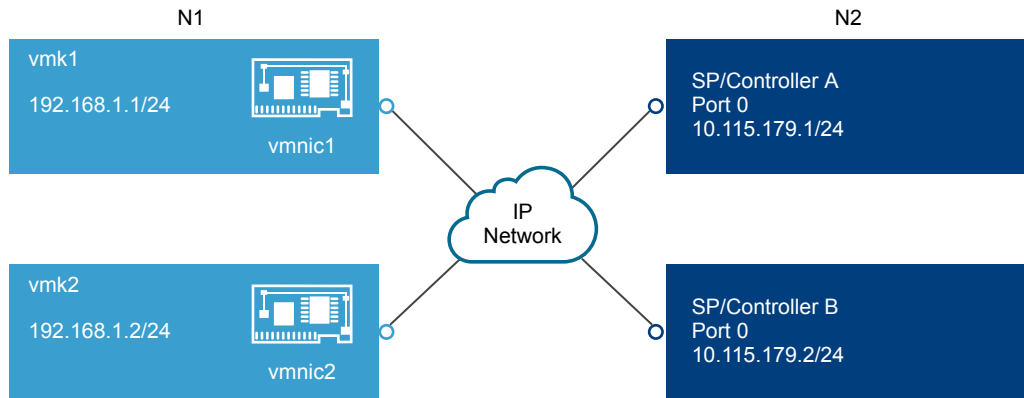 N1
N2
vmk1
192.168.1.1/24
vmnic1
SP/Controller A
Port 0
10.115.179.1/24
IP
Network
vmk2
192.168.1.2/24
vmnic2
SP/Controller B
Port 0
10.115.179.2/24